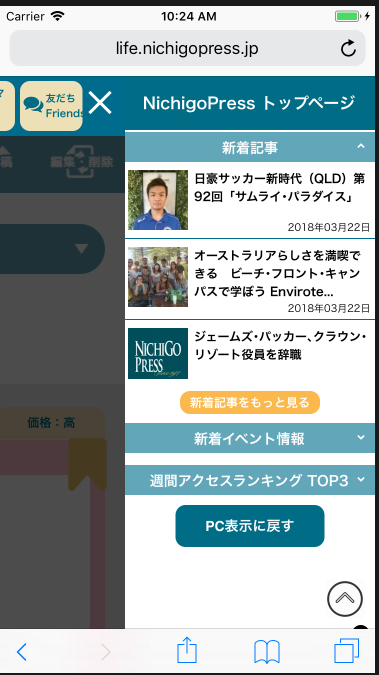 Carrier
10:24 AM
life.nichigopress.jp
?
友だち
Friends
NichigoPress トップページ
稿
編集・削除
新着記事
日豪サッカー新時代（QLD）第
92回「サムライ・パラダイス」
2018年03月22日
オーストラリアらしさを満喫で
きる　ビーチ・フロント・キャン
パスで学ぼう Envirote...
2018年03月22日
NICHIGO
PRESS
ジェームズ・パッカー、クラウン・
リゾート役員を辞職
価格：高
新着記事をもっと見る
新着イベント情報
週間アクセスランキング TOP3
PC表示に戻す